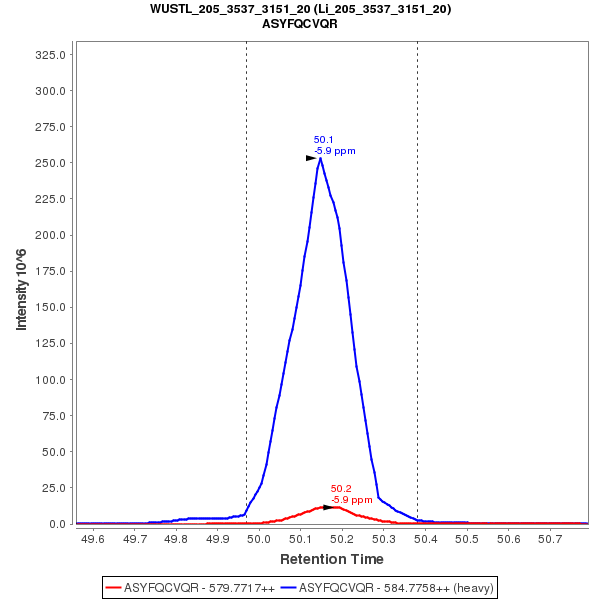 WUSTL_205_3537_3151_20 (Li_205_3537_3151_20)
ASYFQCVQR
Intensity 10^6
325.0
300.0
275.0
250.0
225.0
200.0
175.0
150.0
125.0
100.0
75.0
50.0
25.0
0.0
50.1
-5.9 ppm
50.2
-5.9 ppm
49.6 49.7 49.8 49.9 50.0 50.1 50.2 50.3 50.4 50.5 50.6 50.7
Retention Time
ASYFQCVQR - 579.7717++ ASYFQCVQR - 584.7758++ (heavy)